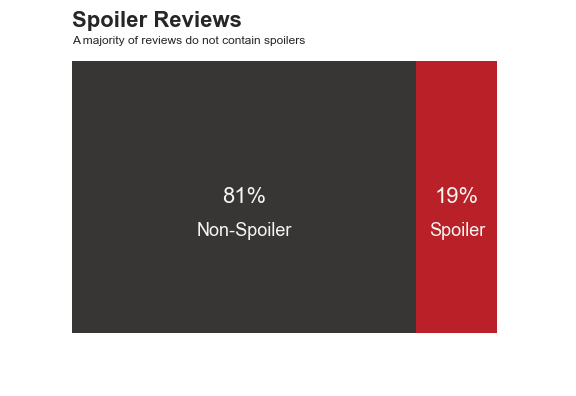 Spoiler Reviews
A majority of reviews do not contain spoilers
81%
Non-Spoiler
19%
Spoiler